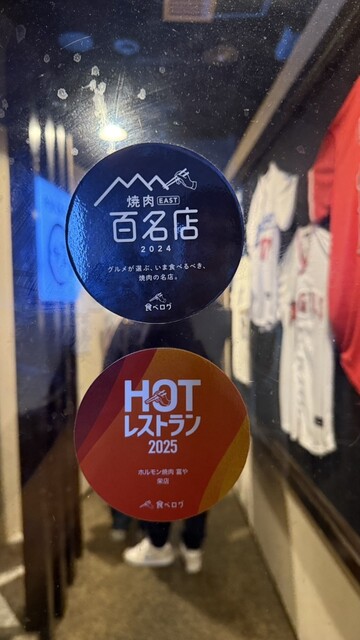 焼肉 EAST
百名店
2024
グルメが選ぶ、いま食べるべき、
焼肉の名店。
食べログ
HOT
レストラン
2025
ホルモン焼肉 富や
栄店
食べログ